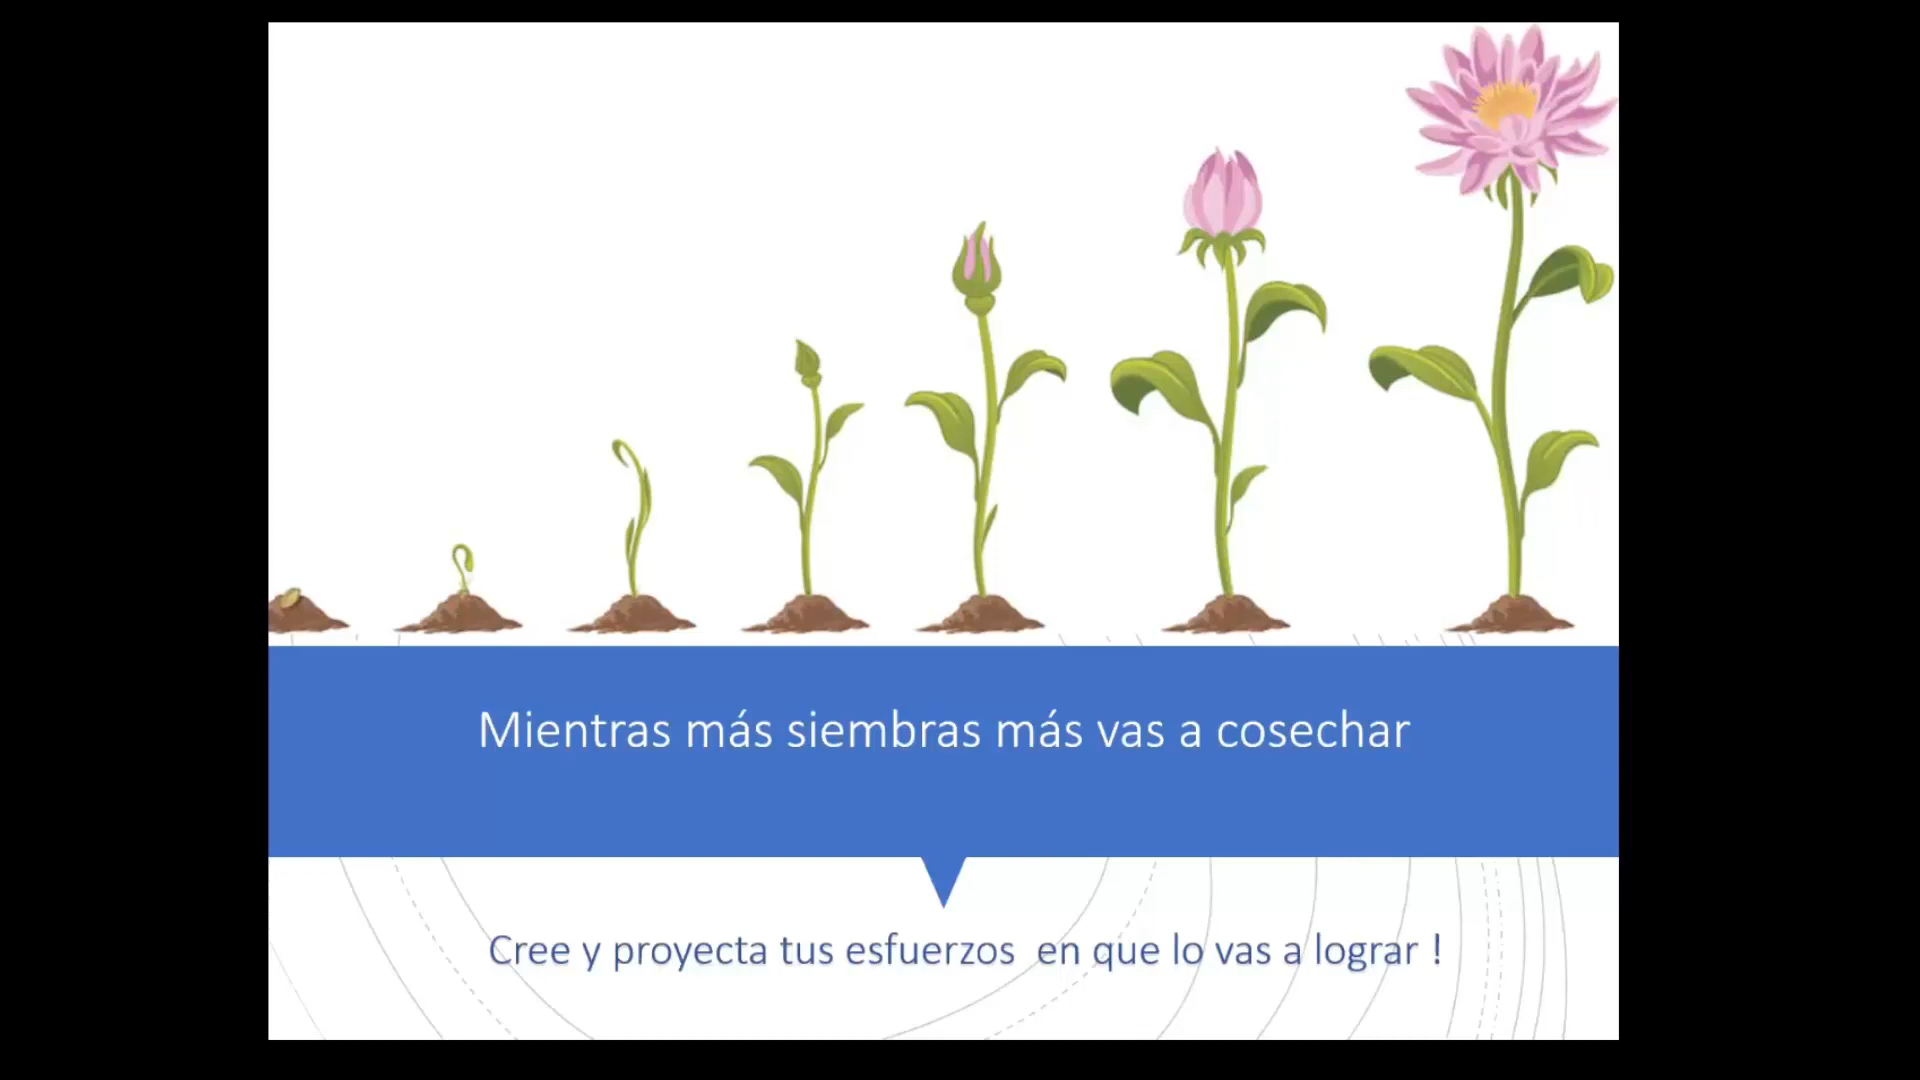 Mientras más siembras más vas a cosechar
Cree y proyecta tus esfuerzos  en que lo vas a lograr !